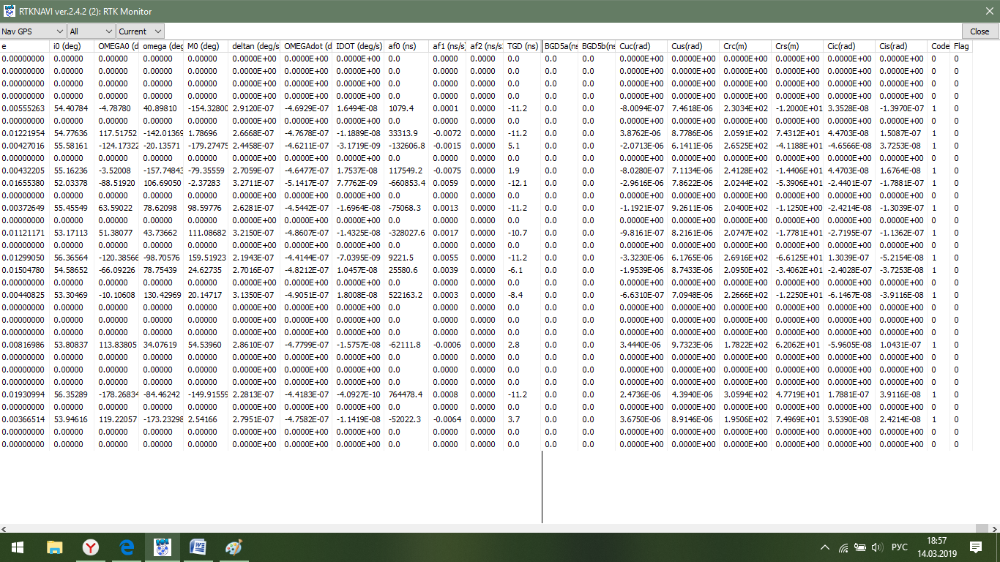 RTKNAVI ver.2.4.2 (2): RTK Monitor
Nav GPS All Current Close
e i0 (deg) OMEGA0 (d omega (deg M0 (deg) deltan (deg/s OMEGAdot (d IDOT (deg/s) af0 (ns) af1 (ns/s) af2 (ns/s TGD (ns) BGD5a(ns BGD5b(ns Cuc(rad) Cus(rad) Crc(m) Crs(m) Cic(rad) Cis(rad) Code Flag
0.00000000 0.00000 0.00000 0.00000 0.00000 0.0000E+00 0.0000E+00 0.0000E+00 0.0 0.0000 0.0000 0.0 0.0 0.0 0.0000E+00 0.0000E+00 0.0000E+00 0.0000E+00 0.0000E+00 0.0000E+00 0 0
0.00000000 0.00000 0.00000 0.00000 0.00000 0.0000E+00 0.0000E+00 0.0000E+00 0.0 0.0000 0.0000 0.0 0.0 0.0 0.0000E+00 0.0000E+00 0.0000E+00 0.0000E+00 0.0000E+00 0.0000E+00 0 0
0.00000000 0.00000 0.00000 0.00000 0.00000 0.0000E+00 0.0000E+00 0.0000E+00 0.0 0.0000 0.0000 0.0 0.0 0.0 0.0000E+00 0.0000E+00 0.0000E+00 0.0000E+00 0.0000E+00 0.0000E+00 0 0
0.00000000 0.00000 0.00000 0.00000 0.00000 0.0000E+00 0.0000E+00 0.0000E+00 0.0 0.0000 0.0000 0.0 0.0 0.0 0.0000E+00 0.0000E+00 0.0000E+00 0.0000E+00 0.0000E+00 0.0000E+00 0 0
0.00555263 54.40784 -4.78780 40.89810 -154.32800 2.9120E-07 -4.6929E-07 1.6494E-08 1079.4 0.0001 0.0000 -11.2 0.0 0.0 -8.0094E-07 7.4618E-06 2.3034E+02 -1.2000E+01 3.3528E-08 -1.3970E-07 1 0
0.00000000 0.00000 0.00000 0.00000 0.00000 0.0000E+00 0.0000E+00 0.0000E+00 0.0 0.0000 0.0000 0.0 0.0 0.0 0.0000E+00 0.0000E+00 0.0000E+00 0.0000E+00 0.0000E+00 0.0000E+00 0 0
0.01221954 54.77636 117.51752 -142.01369 1.78696 2.6668E-07 -4.7678E-07 -1.1889E-08 33313.9 -0.0072 0.0000 -11.2 0.0 0.0 3.8762E-06 8.7786E-06 2.0591E+02 7.4312E+01 4.4703E-08 1.5087E-07 1 0
0.00427016 55.58161 -124.17322 -20.13571 -179.27475 2.4458E-07 -4.6211E-07 -3.1719E-09 -132606.8 -0.0015 0.0000 5.1 0.0 0.0 -2.0713E-06 6.1411E-06 2.6525E+02 -4.1188E+01 -4.6566E-08 3.7253E-08 1 0
0.00000000 0.00000 0.00000 0.00000 0.00000 0.0000E+00 0.0000E+00 0.0000E+00 0.0 0.0000 0.0000 0.0 0.0 0.0 0.0000E+00 0.0000E+00 0.0000E+00 0.0000E+00 0.0000E+00 0.0000E+00 0 0
0.00432205 55.16236 -3.52008 -157.74843 -79.35559 2.7059E-07 -4.6477E-07 1.7537E-08 117549.2 -0.0075 0.0000 1.9 0.0 0.0 -8.0280E-07 7.1134E-06 2.4128E+02 -1.4406E+01 4.4703E-08 1.6764E-08 1 0
0.01655380 52.03378 -88.51920 106.69050 -2.37283 3.2711E-07 -5.1417E-07 7.7762E-09 -660853.4 0.0059 0.0000 -12.1 0.0 0.0 -2.9616E-06 7.8622E-06 2.0244E+02 -5.3906E+01 -2.4401E-07 -1.7881E-07 1 0
0.00000000 0.00000 0.00000 0.00000 0.00000 0.0000E+00 0.0000E+00 0.0000E+00 0.0 0.0000 0.0000 0.0 0.0 0.0 0.0000E+00 0.0000E+00 0.0000E+00 0.0000E+00 0.0000E+00 0.0000E+00 0 0
0.00372649 55.45549 63.59022 78.62098 98.59776 2.6281E-07 -4.5442E-07 -1.6964E-08 -75068.3 0.0013 0.0000 -11.2 0.0 0.0 -1.1921E-07 9.2611E-06 2.0400E+02 -1.1250E+01 -2.4214E-08 -1.3039E-07 1 0
0.00000000 0.00000 0.00000 0.00000 0.00000 0.0000E+00 0.0000E+00 0.0000E+00 0.0 0.0000 0.0000 0.0 0.0 0.0 0.0000E+00 0.0000E+00 0.0000E+00 0.0000E+00 0.0000E+00 0.0000E+00 0 0
0.01121171 53.17113 51.38077 43.73662 111.08682 3.2150E-07 -4.8607E-07 -1.4325E-08 -328027.6 0.0017 0.0000 -10.7 0.0 0.0 -9.8161E-07 8.2161E-06 2.0747E+02 -1.7781E+01 -2.7195E-07 -1.1362E-07 1 0
0.00000000 0.00000 0.00000 0.00000 0.00000 0.0000E+00 0.0000E+00 0.0000E+00 0.0 0.0000 0.0000 0.0 0.0 0.0 0.0000E+00 0.0000E+00 0.0000E+00 0.0000E+00 0.0000E+00 0.0000E+00 0 0
0.01299050 56.36564 -120.38566 -98.70576 159.51923 2.1943E-07 -4.4144E-07 -7.0395E-09 9221.5 0.0055 0.0000 -11.2 0.0 0.0 -3.3230E-06 6.1765E-06 2.6916E+02 -6.6125E+01 1.3039E-07 -5.2154E-08 1 0
0.01504780 54.58652 -66.09226 78.75439 24.62735 2.7016E-07 -4.8212E-07 1.0457E-08 25580.6 0.0039 0.0000 -6.1 0.0 0.0 -1.9539E-06 8.7433E-06 2.0950E+02 -3.4062E+01 -2.4028E-07 -3.7253E-08 1 0
0.00000000 0.00000 0.00000 0.00000 0.00000 0.0000E+00 0.0000E+00 0.0000E+00 0.0 0.0000 0.0000 0.0 0.0 0.0 0.0000E+00 0.0000E+00 0.0000E+00 0.0000E+00 0.0000E+00 0.0000E+00 0 0
0.00440825 53.30469 -10.10608 130.42969 20.14717 3.1350E-07 -4.9051E-07 1.8008E-08 522163.2 0.0003 0.0000 -8.4 0.0 0.0 -6.6310E-07 7.0948E-06 2.2666E+02 -1.2250E+01 -6.1467E-08 -3.9116E-08 1 0
0.00000000 0.00000 0.00000 0.00000 0.00000 0.0000E+00 0.0000E+00 0.0000E+00 0.0 0.0000 0.0000 0.0 0.0 0.0 0.0000E+00 0.0000E+00 0.0000E+00 0.0000E+00 0.0000E+00 0.0000E+00 0 0
0.00000000 0.00000 0.00000 0.00000 0.00000 0.0000E+00 0.0000E+00 0.0000E+00 0.0 0.0000 0.0000 0.0 0.0 0.0 0.0000E+00 0.0000E+00 0.0000E+00 0.0000E+00 0.0000E+00 0.0000E+00 0 0
0.00000000 0.00000 0.00000 0.00000 0.00000 0.0000E+00 0.0000E+00 0.0000E+00 0.0 0.0000 0.0000 0.0 0.0 0.0 0.0000E+00 0.0000E+00 0.0000E+00 0.0000E+00 0.0000E+00 0.0000E+00 0 0
0.00816986 53.80837 113.83805 34.07619 54.53960 2.8610E-07 -4.7799E-07 -1.5757E-08 -62111.8 -0.0006 0.0000 2.8 0.0 0.0 3.4440E-06 9.7323E-06 1.7822E+02 6.2062E+01 -5.9605E-08 1.0431E-07 1 0
0.00000000 0.00000 0.00000 0.00000 0.00000 0.0000E+00 0.0000E+00 0.0000E+00 0.0 0.0000 0.0000 0.0 0.0 0.0 0.0000E+00 0.0000E+00 0.0000E+00 0.0000E+00 0.0000E+00 0.0000E+00 0 0
0.00000000 0.00000 0.00000 0.00000 0.00000 0.0000E+00 0.0000E+00 0.0000E+00 0.0 0.0000 0.0000 0.0 0.0 0.0 0.0000E+00 0.0000E+00 0.0000E+00 0.0000E+00 0.0000E+00 0.0000E+00 0 0
0.00000000 0.00000 0.00000 0.00000 0.00000 0.0000E+00 0.0000E+00 0.0000E+00 0.0 0.0000 0.0000 0.0 0.0 0.0 0.0000E+00 0.0000E+00 0.0000E+00 0.0000E+00 0.0000E+00 0.0000E+00 0 0
0.01930994 56.35289 -178.26834 -84.46242 -149.91559 2.2813E-07 -4.4183E-07 -4.0927E-10 764478.4 0.0008 0.0000 -11.2 0.0 0.0 2.4736E-06 4.3940E-06 3.0594E+02 4.7719E+01 1.7881E-07 3.9116E-08 1 0
0.00000000 0.00000 0.00000 0.00000 0.00000 0.0000E+00 0.0000E+00 0.0000E+00 0.0 0.0000 0.0000 0.0 0.0 0.0 0.0000E+00 0.0000E+00 0.0000E+00 0.0000E+00 0.0000E+00 0.0000E+00 0 0
0.00366514 53.94616 119.22057 -173.23298 2.54166 2.7951E-07 -4.7582E-07 -1.1419E-08 -52022.3 -0.0064 0.0000 3.7 0.0 0.0 3.6750E-06 8.9146E-06 1.9506E+02 7.4969E+01 3.5390E-08 2.4214E-08 1 0
0.00000000 0.00000 0.00000 0.00000 0.00000 0.0000E+00 0.0000E+00 0.0000E+00 0.0 0.0000 0.0000 0.0 0.0 0.0 0.0000E+00 0.0000E+00 0.0000E+00 0.0000E+00 0.0000E+00 0.0000E+00 0 0
0.00000000 0.00000 0.00000 0.00000 0.00000 0.0000E+00 0.0000E+00 0.0000E+00 0.0 0.0000 0.0000 0.0 0.0 0.0 0.0000E+00 0.0000E+00 0.0000E+00 0.0000E+00 0.0000E+00 0.0000E+00 0 0
РУС
18:57
14.03.2019